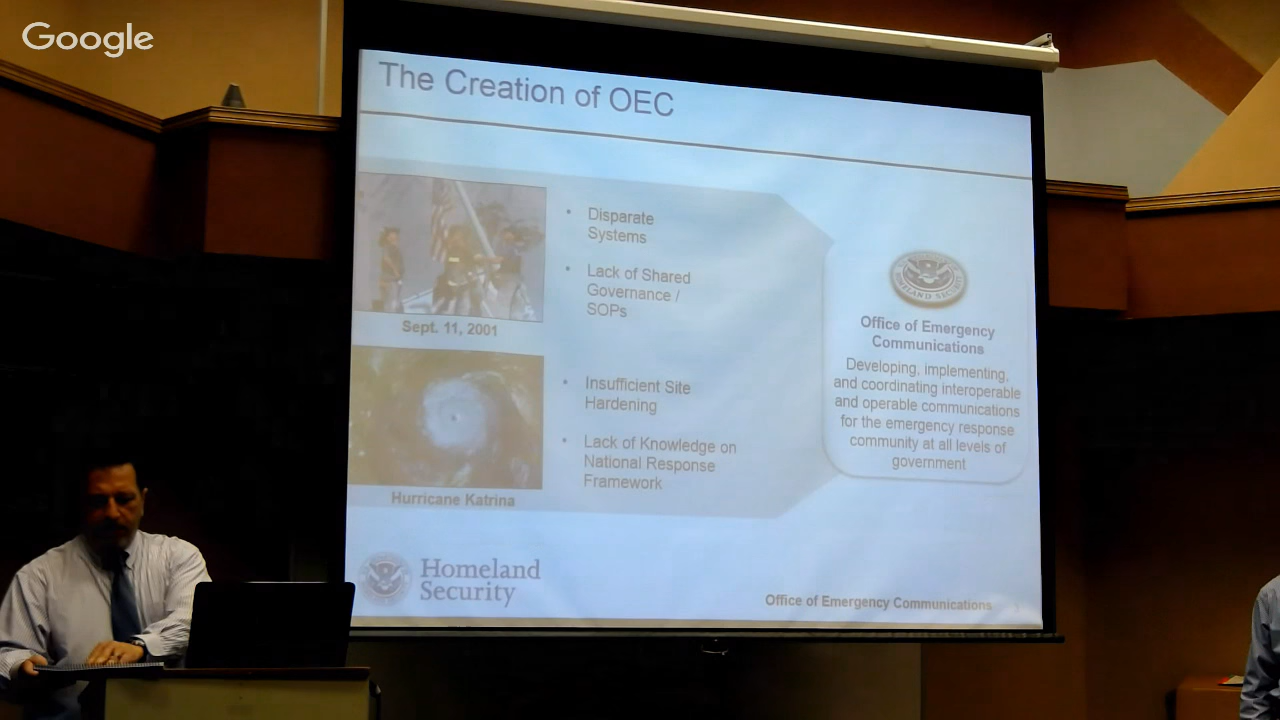 Google
The Creation of OEC
• Disparate
Systems
• Lack of Shared
Governance /
SOPs
Sept. 11, 2001
• Insufficient Site
Hardening
• Lack of Knowledge on
National Response
Framework
Hurricane Katrina
HOMELAND SECURITY
Office of Emergency
Communications
Developing, implementing,
and coordinating interoperable
and operable communications
for the emergency response
community at all levels of
government
Homeland
Security
Office of Emergency Communications